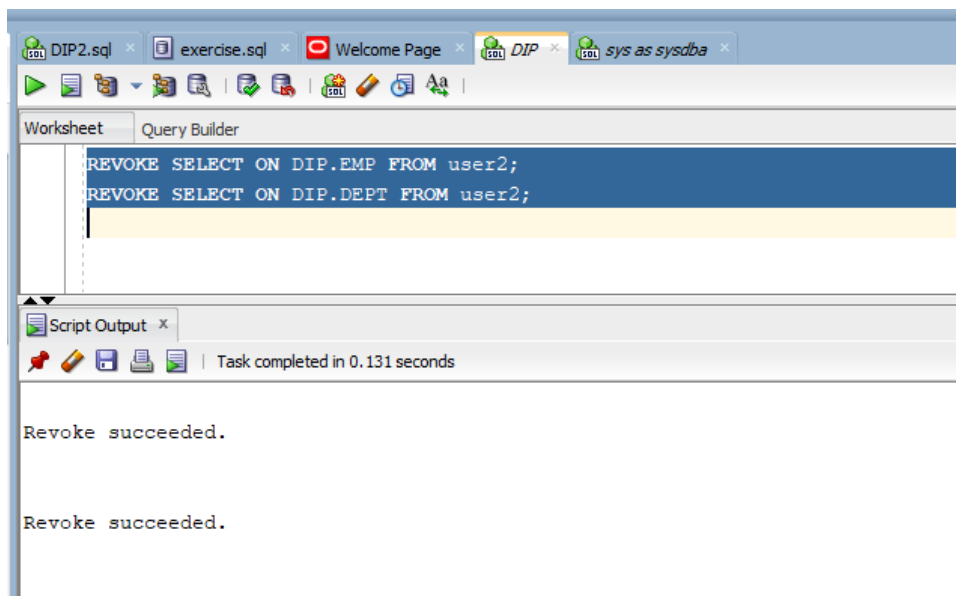 DIP2.sql exercise.sql Welcome Page DIP sys as sysdba
Worksheet Query Builder
REVOKE SELECT ON DIP.EMP FROM user2;
REVOKE SELECT ON DIP.DEPT FROM user2;
Script Output x
Task completed in 0.131 seconds
Revoke succeeded.
Revoke succeeded.